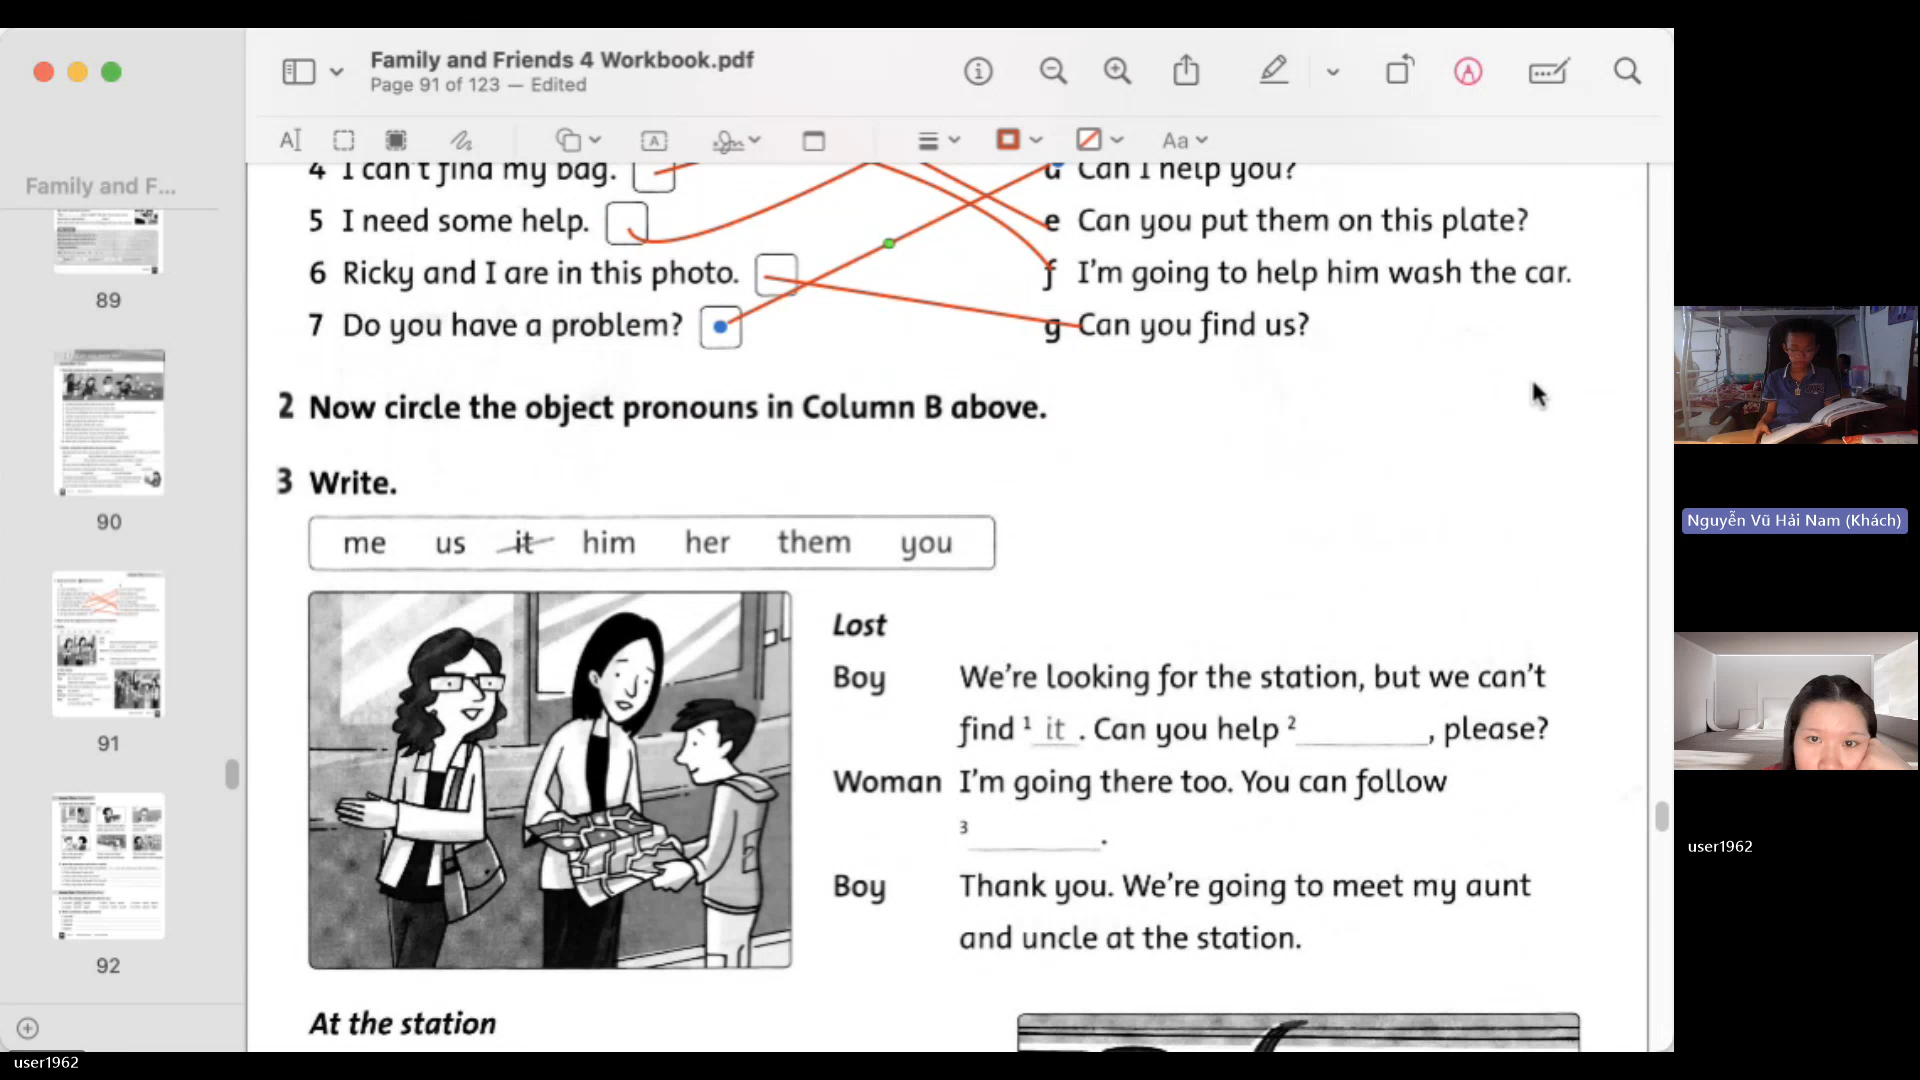 Family and Friends 4 Workbook.pdf
Page 91 of 123 — Edited
Family and F...
89
90
91
92
4 I can't find my bag.
5 I need some help.
6 Ricky and I are in this photo.
7 Do you have a problem?
d Can I help you?
e Can you put them on this plate?
f I'm going to help him wash the car.
g Can you find us?
2 Now circle the object pronouns in Column B above.
3 Write.
me us it him her them you
Lost
Boy We're looking for the station, but we can't
find 1 it . Can you help 2 ________, please?
Woman I'm going there too. You can follow
3 ________.
Boy Thank you. We're going to meet my aunt
and uncle at the station.
At the station
Nguyễn Vũ Hải Nam (Khách)
user1962
user1962